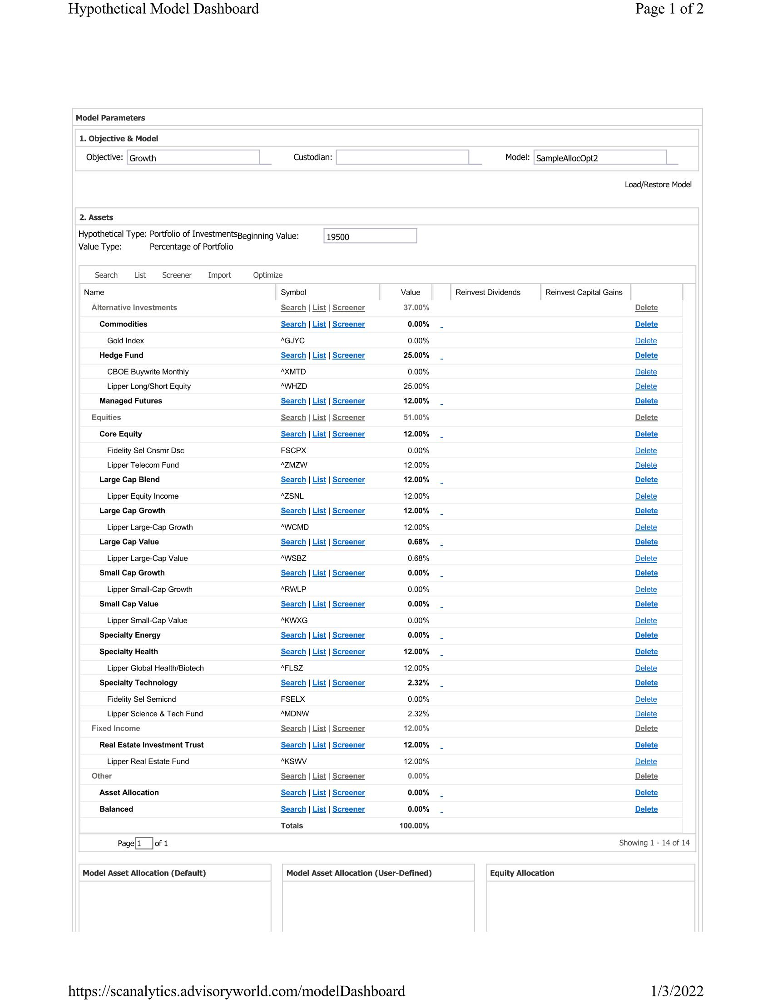 Hypothetical Model Dashboard Page 1 of 2
Model Parameters
1. Objective & Model
Objective: Growth Custodian: Model: SampleAllocOpt2
Load/Restore Model
2. Assets
Hypothetical Type: Portfolio of Investments Beginning Value: 19500
Value Type: Percentage of Portfolio
Search List Screener Import Optimize
Name Symbol Value Reinvest Dividends Reinvest Capital Gains
Alternative Investments Search | List | Screener 37.00% Delete
Commodities Search | List | Screener 0.00% Delete
Gold Index ^GJYC 0.00% Delete
Hedge Fund Search | List | Screener 25.00% Delete
CBOE Buywrite Monthly ^XMTD 0.00% Delete
Lipper Long/Short Equity ^WHZD 25.00% Delete
Managed Futures Search | List | Screener 12.00% Delete
Equities Search | List | Screener 51.00% Delete
Core Equity Search | List | Screener 12.00% Delete
Fidelity Sel Cnsmr Dsc FSCPX 0.00% Delete
Lipper Telecom Fund ^ZMZW 12.00% Delete
Large Cap Blend Search | List | Screener 12.00% Delete
Lipper Equity Income ^ZSNL 12.00% Delete
Large Cap Growth Search | List | Screener 12.00% Delete
Lipper Large-Cap Growth ^WCMD 12.00% Delete
Large Cap Value Search | List | Screener 0.68% Delete
Lipper Large-Cap Value ^WSBZ 0.68% Delete
Small Cap Growth Search | List | Screener 0.00% Delete
Lipper Small-Cap Growth ^RWLP 0.00% Delete
Small Cap Value Search | List | Screener 0.00% Delete
Lipper Small-Cap Value ^KWXG 0.00% Delete
Specialty Energy Search | List | Screener 0.00% Delete
Specialty Health Search | List | Screener 12.00% Delete
Lipper Global Health/Biotech ^FLSZ 12.00% Delete
Specialty Technology Search | List | Screener 2.32% Delete
Fidelity Sel Semicnd FSELX 0.00% Delete
Lipper Science & Tech Fund ^MDNW 2.32% Delete
Fixed Income Search | List | Screener 12.00% Delete
Real Estate Investment Trust Search | List | Screener 12.00% Delete
Lipper Real Estate Fund ^KSWV 12.00% Delete
Other Search | List | Screener 0.00% Delete
Asset Allocation Search | List | Screener 0.00% Delete
Balanced Search | List | Screener 0.00% Delete
Totals 100.00%
Page 1 of 1 Showing 1 - 14 of 14
Model Asset Allocation (Default) Model Asset Allocation (User-Defined) Equity Allocation
https://scanalytics.advisoryworld.com/modelDashboard 1/3/2022